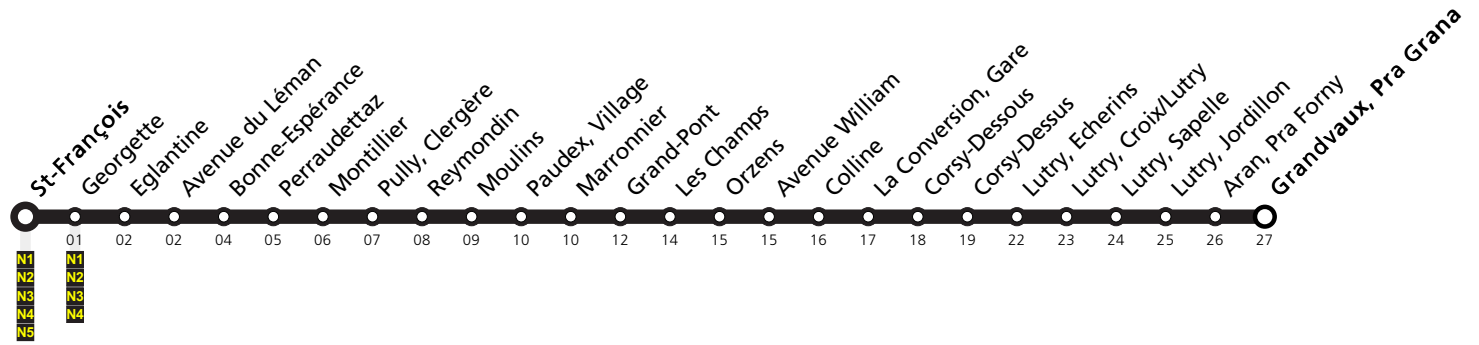 St-François
Georgette
Eglantine
Avenue du Léman
Bonne-Espérance
Perraudettaz
Montillier
Pully, Clergère
Reymondin
Moulins
Paudex, Village
Marronnier
Grand-Pont
Les Champs
Orzens
Avenue William
Colline
La Conversion, Gare
Corsy-Dessous
Corsy-Dessus
Lutry, Echerins
Lutry, Croix/Lutry
Lutry, Sapelle
Lutry, Jordillon
Aran, Pra Forny
Grandvaux, Pra Grana
01 02 02 04 05 06 07 08 09 10 10 12 14 15 15 16 17 18 19 22 23 24 25 26 27
N1 N1
N2 N2
N3 N3
N4 N4
N5